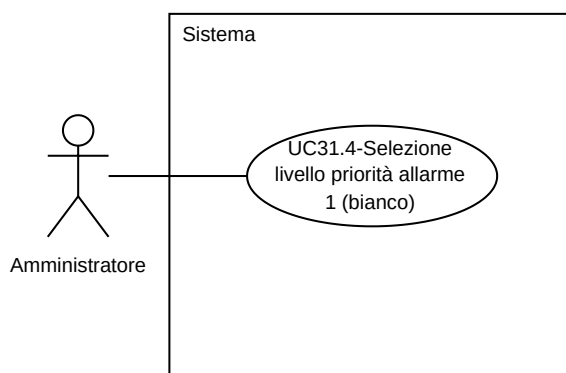 Sistema
UC31.4-Selezione
livello priorità allarme
1 (bianco)
Amministratore